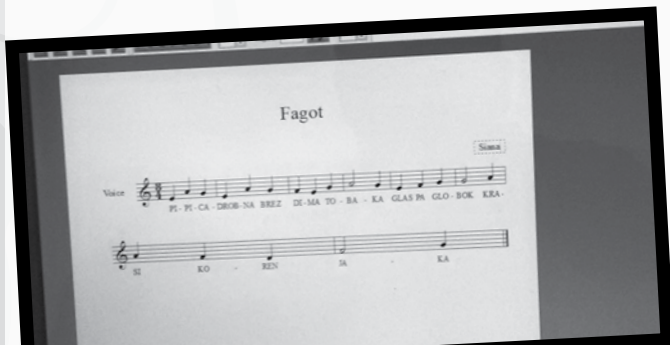 Fagot
Sisna
Voice
PI - PI - CA - DROB - NA BREZ DI - MA TO - BA - KA GLAS PA GLO - BOK KRA -
SI KO - REN JA - KA